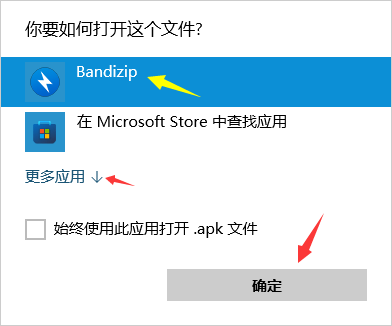 你要如何打开这个文件?
Bandizip
在 Microsoft Store 中查找应用
更多应用 ↓
始终使用此应用打开 .apk 文件
确定